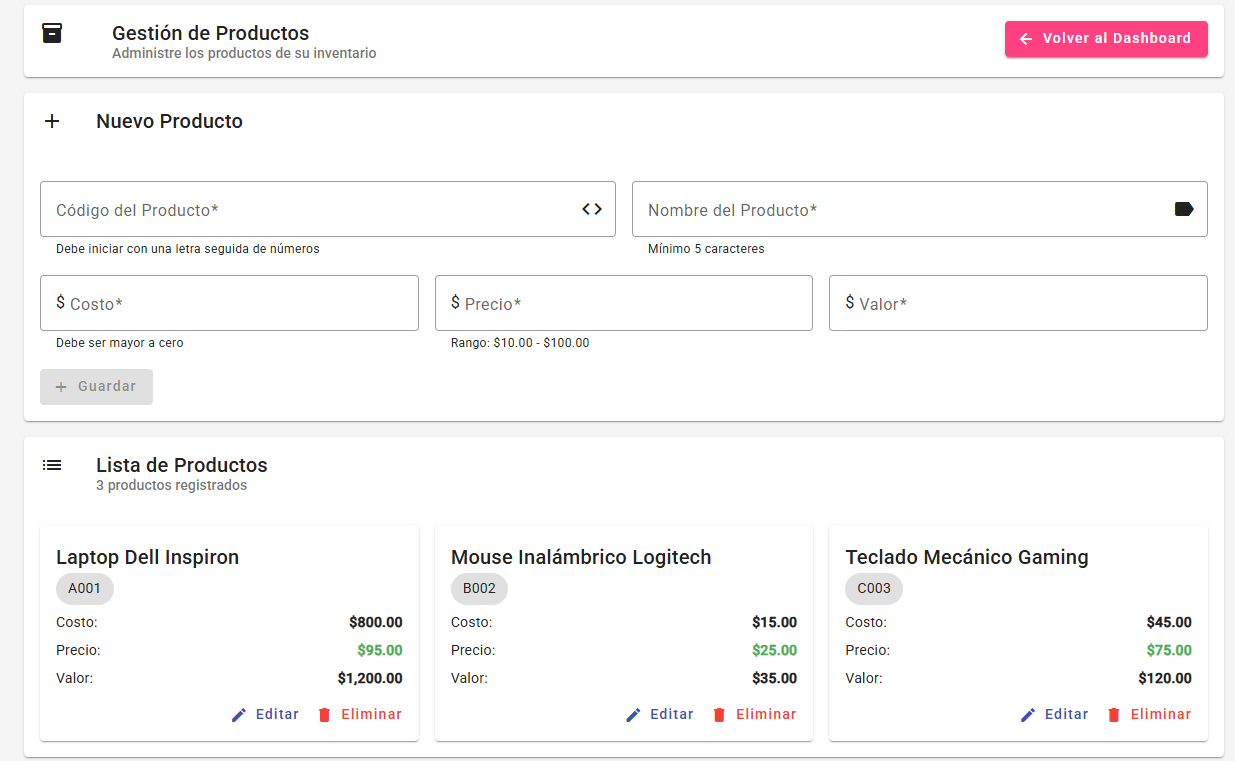 Gestión de Productos
Administre los productos de su inventario
Volver al Dashboard
Nuevo Producto
Código del Producto*
Nombre del Producto*
Debe iniciar con una letra seguida de números
Mínimo 5 caracteres
$ Costo*
$ Precio*
$ Valor*
Debe ser mayor a cero
Rango: $10.00 - $100.00
Guardar
Lista de Productos
3 productos registrados
Laptop Dell Inspiron
A001
Costo: $800.00
Precio: $95.00
Valor: $1,200.00
Editar Eliminar
Mouse Inalámbrico Logitech
B002
Costo: $15.00
Precio: $25.00
Valor: $35.00
Editar Eliminar
Teclado Mecánico Gaming
C003
Costo: $45.00
Precio: $75.00
Valor: $120.00
Editar Eliminar